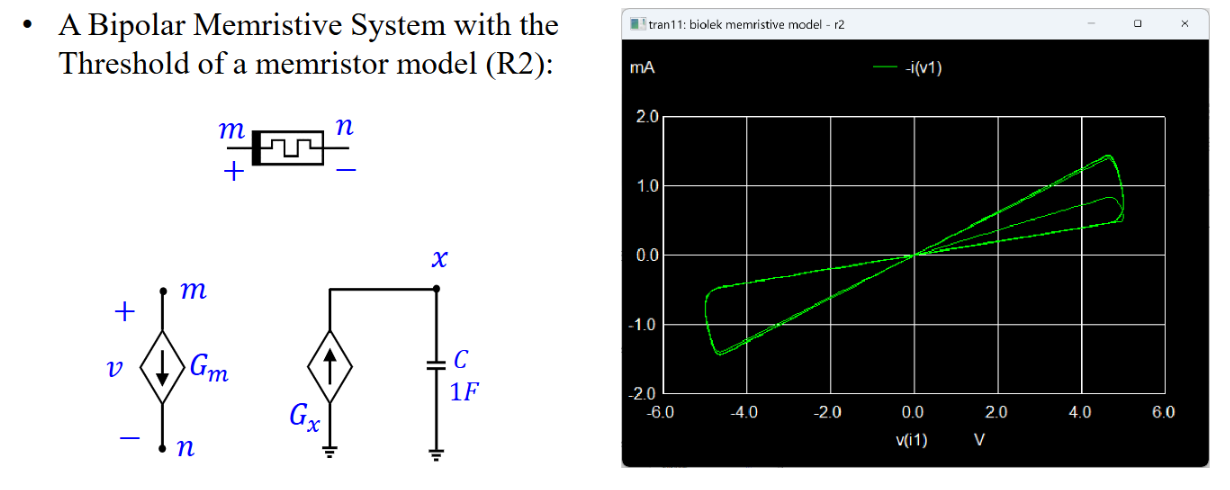 • A Bipolar Memristive System with the
Threshold of a memristor model (R2):
m
n
+
−
x
+
m
v
Gₘ
C
1F
Gₓ
−
n
tran11: biolek memristive model - r2
mA
-i(v1)
2.0
1.0
0.0
-1.0
-2.0
-6.0 -4.0 -2.0 0.0 2.0 4.0 6.0
v(i1) V